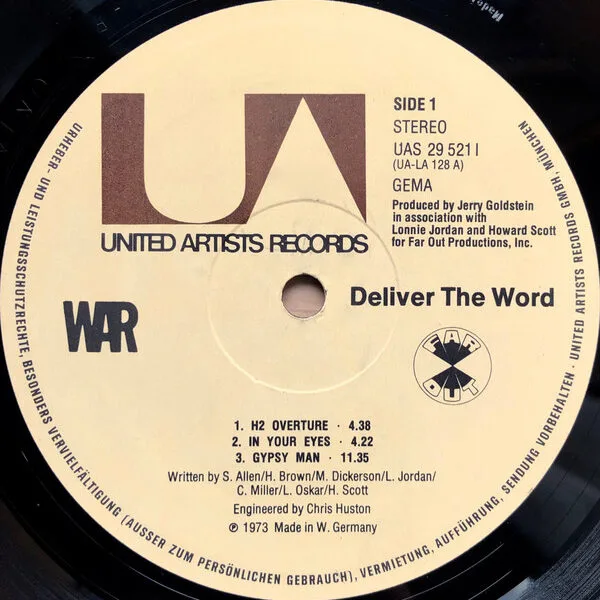 UA
UNITED ARTISTS RECORDS
SIDE 1
STEREO
UAS 29 521 I
(UA-LA 128 A)
GEMA
Produced by Jerry Goldstein
in association with
Lonnie Jordan and Howard Scott
for Far Out Productions, Inc.
WAR
Deliver The Word
FAR
OUT
1. H2 OVERTURE · 4.38
2. IN YOUR EYES · 4.22
3. GYPSY MAN · 11.35
Written by S. Allen/H. Brown/M. Dickerson/L. Jordan/
C. Miller/L. Oskar/H. Scott
Engineered by Chris Huston
℗ 1973 Made in W. Germany
URHEBER- UND LEISTUNGSSCHUTZRECHTE, BESONDERS VERVIELFÄLTIGUNG (AUSSER ZUM PERSÖNLICHEN GEBRAUCH), VERMIETUNG, AUFFÜHRUNG, SENDUNG VORBEHALTEN · UNITED ARTISTS RECORDS GMBH, MÜNCHEN
Made in